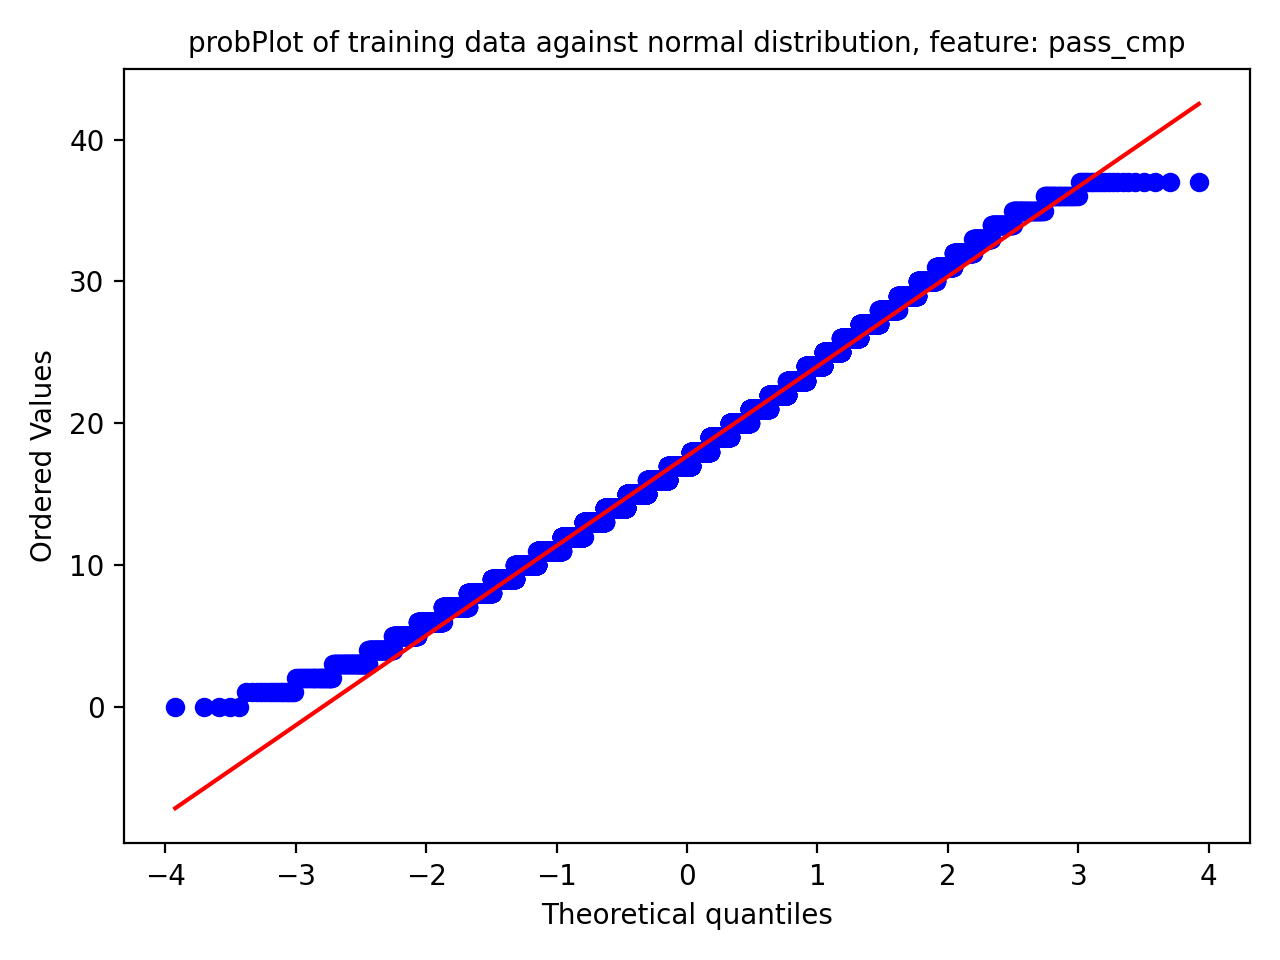 probPlot of training data against normal distribution, feature: pass_cmp
40
30
20
10
0
Ordered Values
−4 −3 −2 −1 0 1 2 3 4
Theoretical quantiles